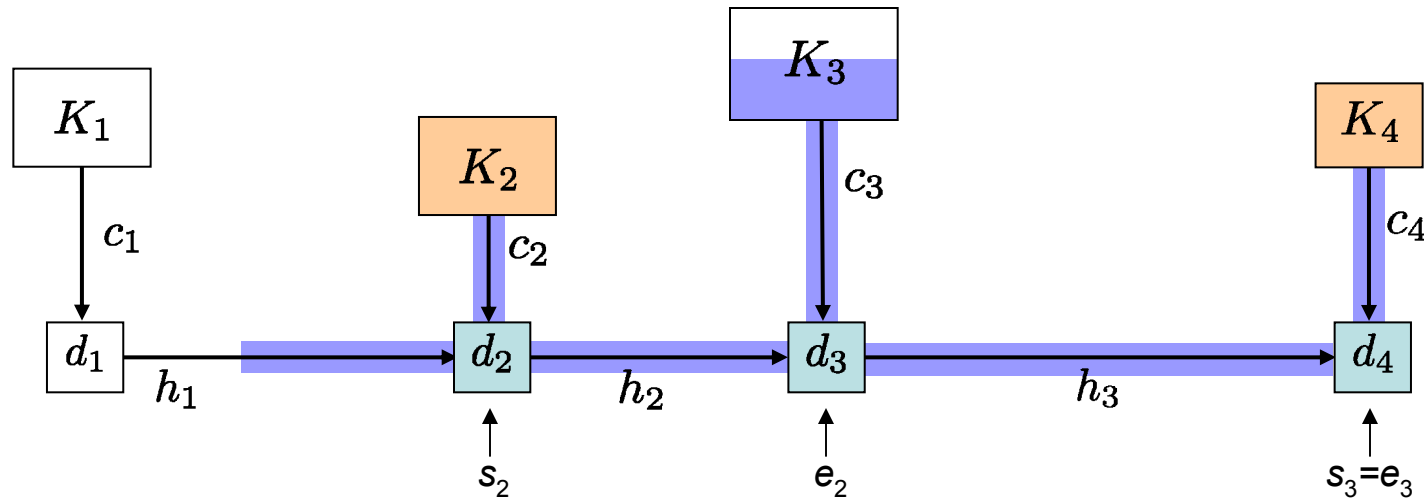 K₁
K₂
K₃
K₄
c₁
c₂
c₃
c₄
d₁
d₂
d₃
d₄
h₁
h₂
h₃
s₂
e₂
s₃=e₃